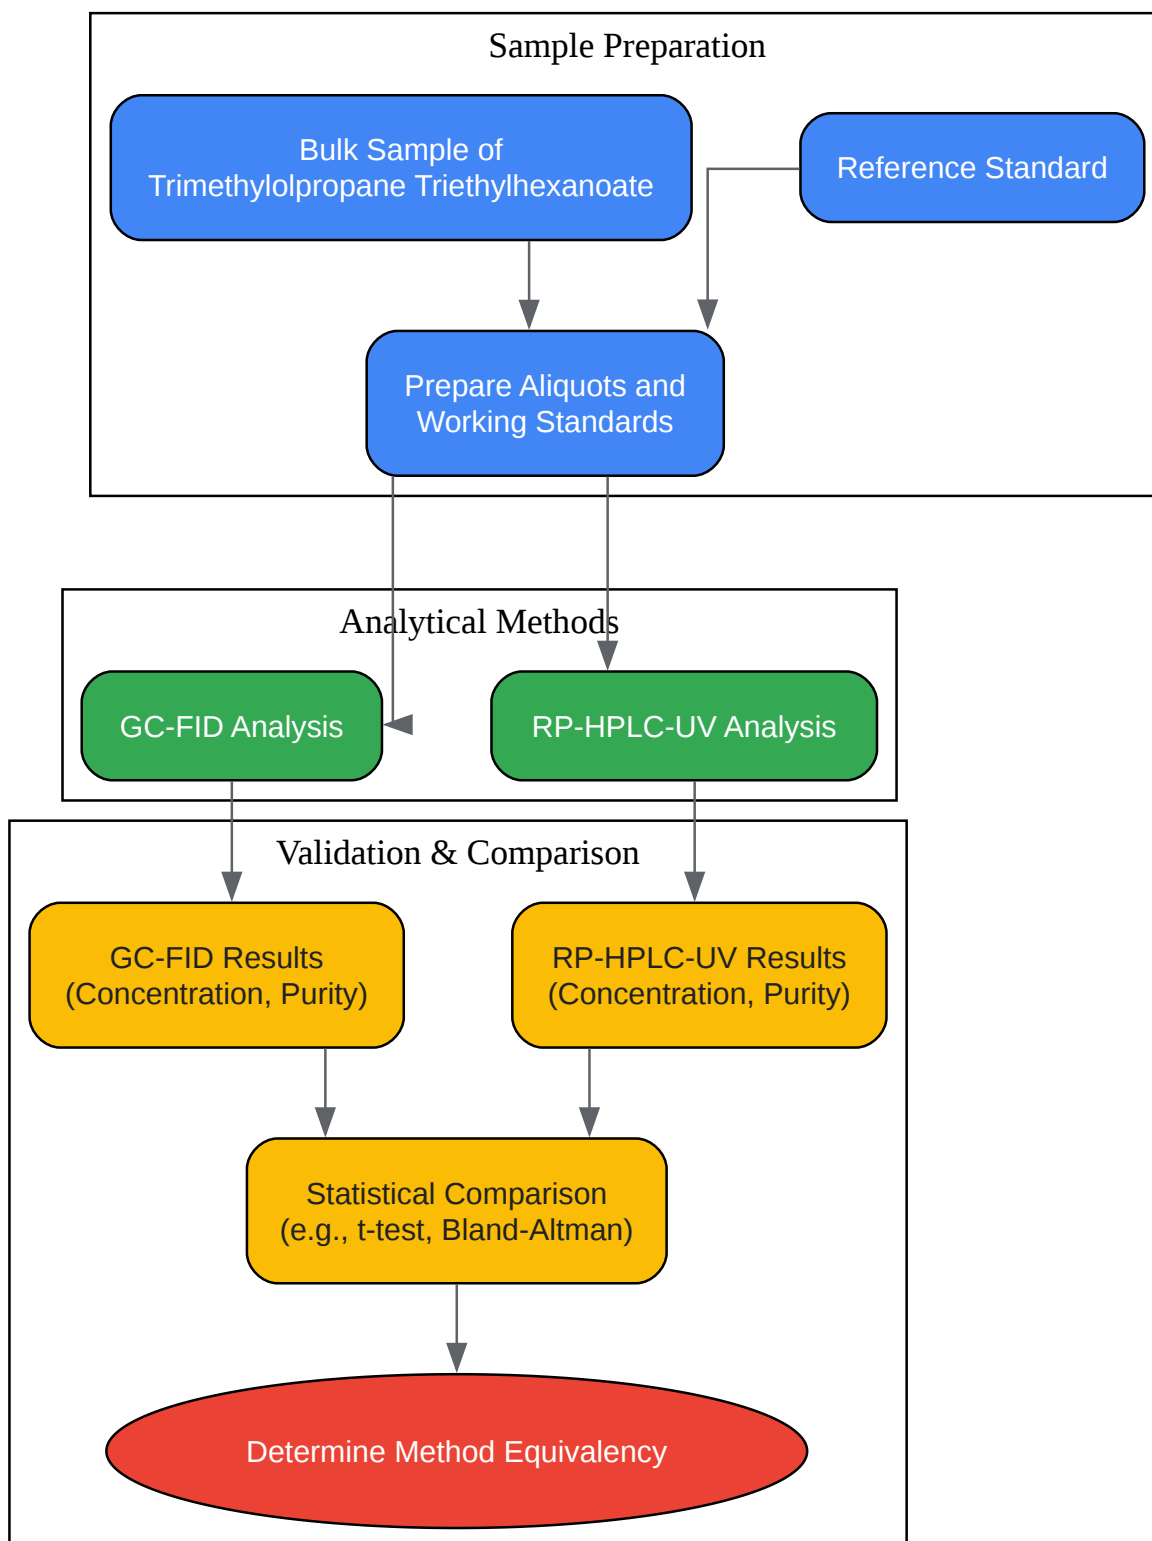 Sample Preparation
Bulk Sample of
Trimethylolpropane Triethylhexanoate
Reference Standard
Prepare Aliquots and
Working Standards
Analytical Methods
GC-FID Analysis
RP-HPLC-UV Analysis
Validation & Comparison
GC-FID Results
(Concentration, Purity)
RP-HPLC-UV Results
(Concentration, Purity)
Statistical Comparison
(e.g., t-test, Bland-Altman)
Determine Method Equivalency